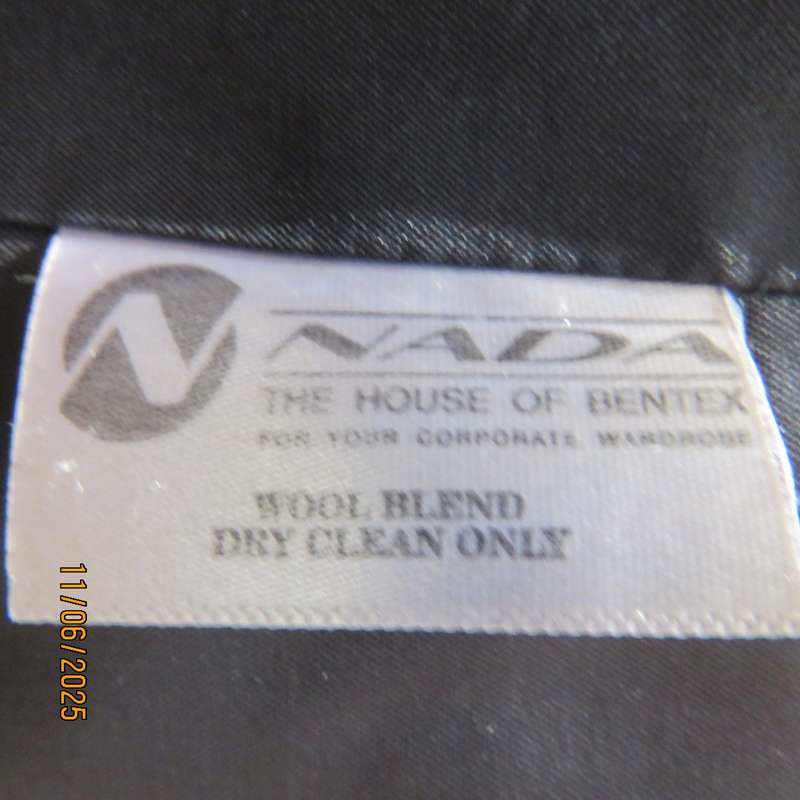 N NADA
THE HOUSE OF BENTEX
FOR YOUR CORPORATE WARDROBE
WOOL BLEND
DRY CLEAN ONLY
11/06/2025